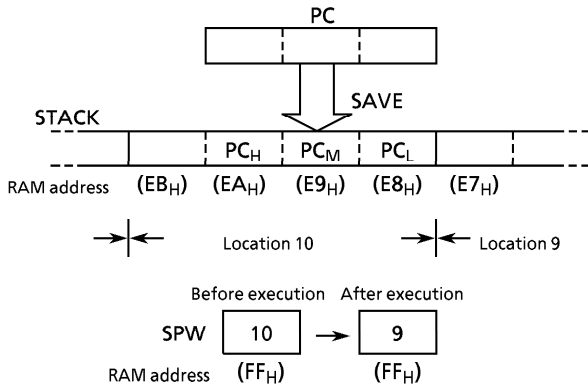 PC
SAVE
STACK
PCH PCM PCL
RAM address (EBH) (EAH) (E9H) (E8H) (E7H)
Location 10 Location 9
Before execution After execution
SPW 10 9
RAM address (FFH) (FFH)